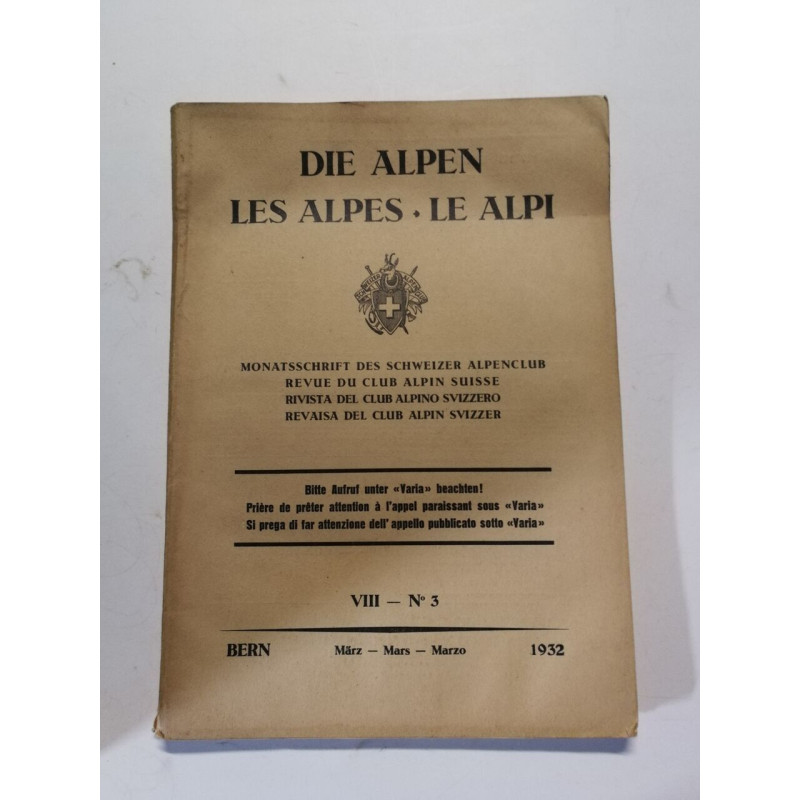 DIE ALPEN
LES ALPES • LE ALPI
MONATSSCHRIFT DES SCHWEIZER ALPENCLUB
REVUE DU CLUB ALPIN SUISSE
RIVISTA DEL CLUB ALPINO SVIZZERO
REVAISA DEL CLUB ALPIN SVIZZER
Bitte Aufruf unter «Varia» beachten!
Prière de prêter attention à l'appel paraissant sous «Varia»
Si prega di far attenzione dell' appello pubblicato sotto «Varia»
VIII — Nº 3
BERN März — Mars — Marzo 1932